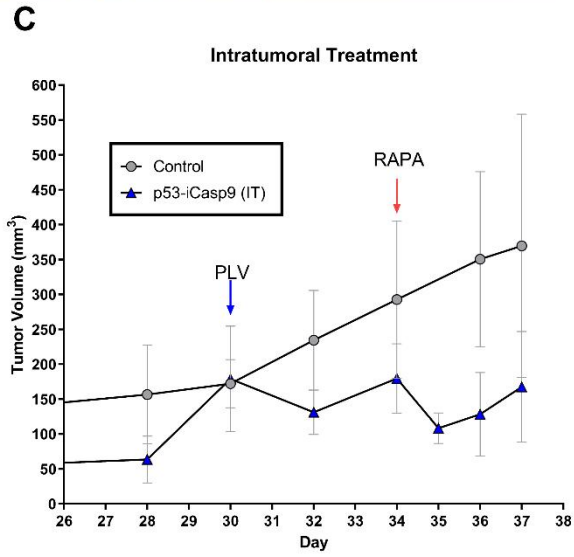 C
Intratumoral Treatment
600
550
500
450
400
350
300
250
200
150
100
50
0
Tumor Volume (mm³)
Control
p53-iCasp9 (IT)
PLV
RAPA
26 27 28 29 30 31 32 33 34 35 36 37 38
Day